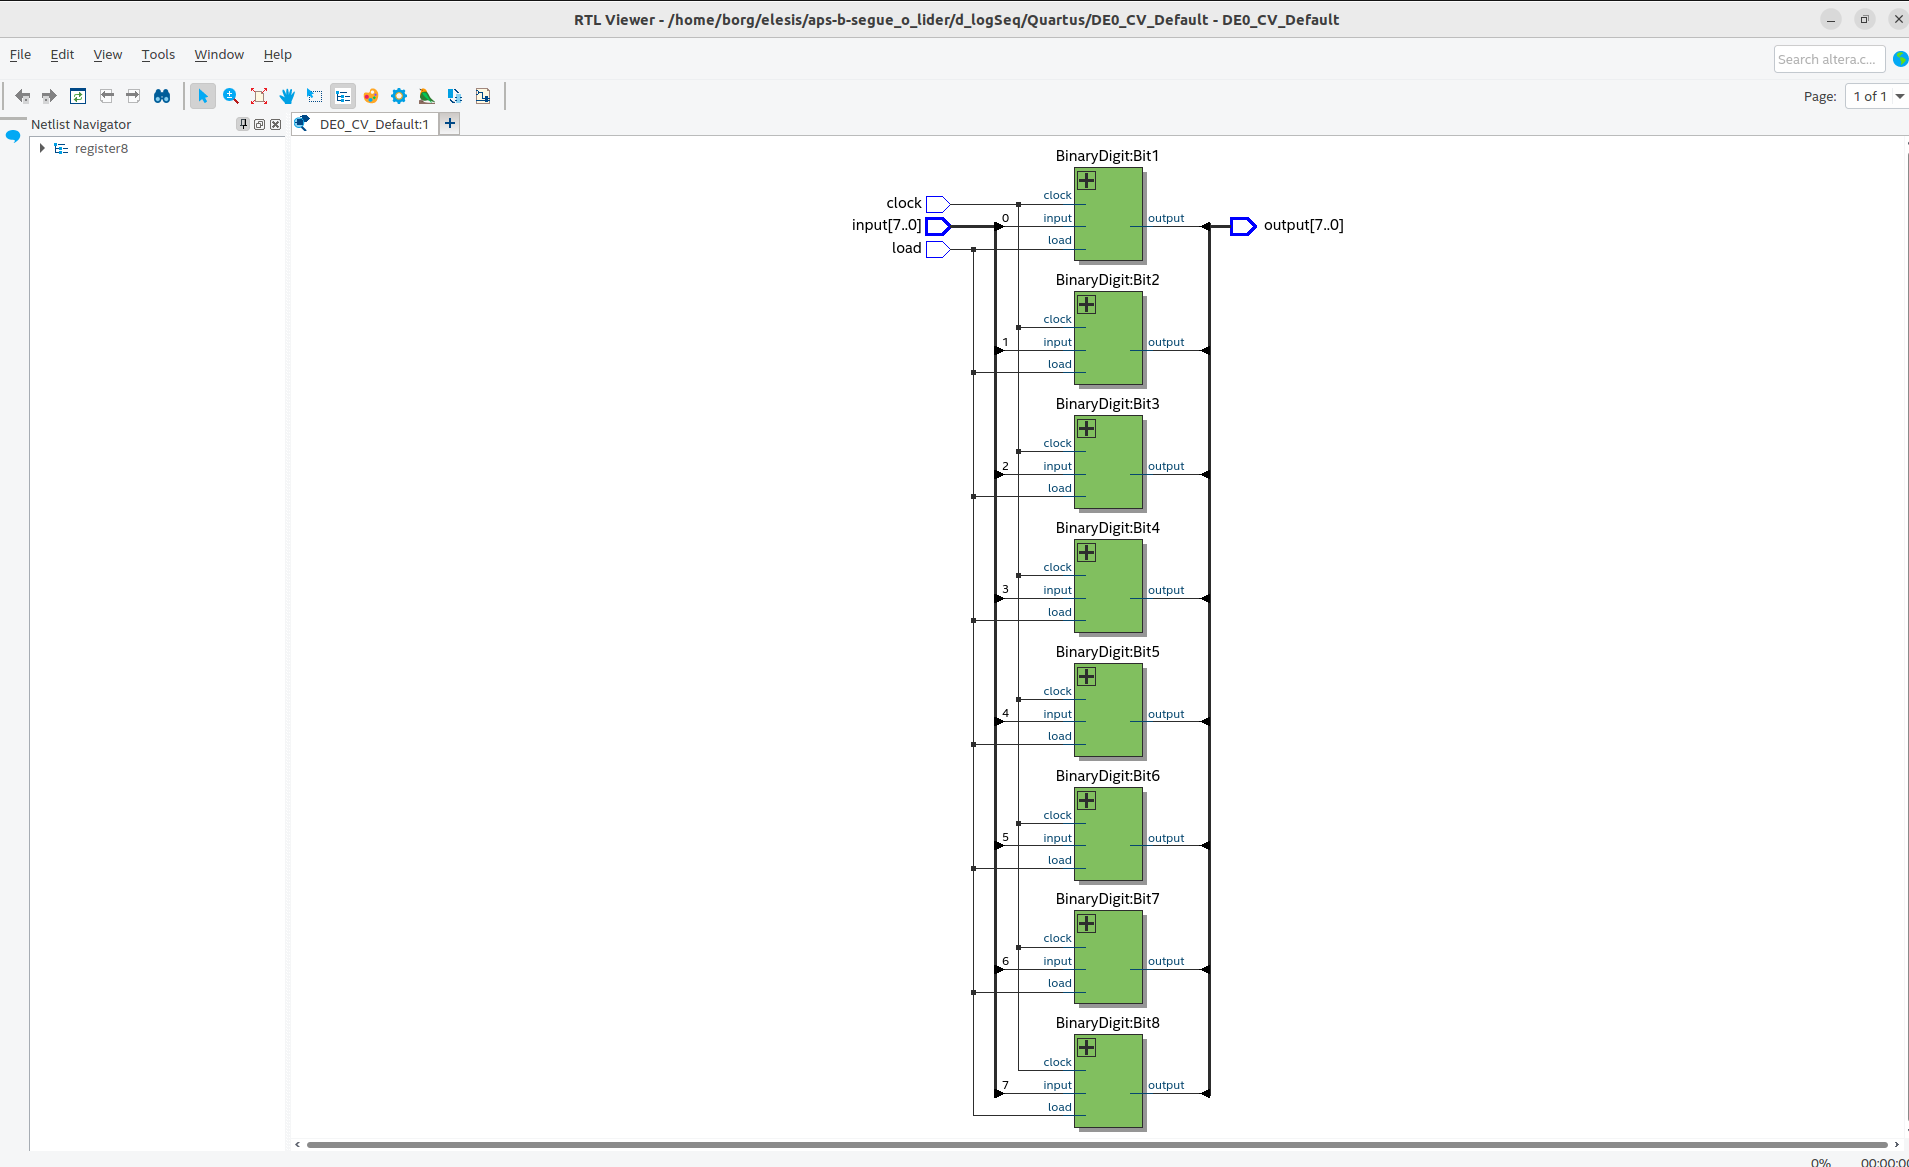 RTL Viewer - /home/borg/elesis/aps-b-segue_o_lider/d_logSeq/Quartus/DE0_CV_Default - DE0_CV_Default
File Edit View Tools Window Help
Search altera.c...
Page: 1 of 1
Netlist Navigator
DE0_CV_Default:1
register8
BinaryDigit:Bit1
clock
clock
input[7..0]
0
input
output
output[7..0]
load
load
BinaryDigit:Bit2
clock
1
input
output
load
BinaryDigit:Bit3
clock
2
input
output
load
BinaryDigit:Bit4
clock
3
input
output
load
BinaryDigit:Bit5
clock
4
input
output
load
BinaryDigit:Bit6
clock
5
input
output
load
BinaryDigit:Bit7
clock
6
input
output
load
BinaryDigit:Bit8
clock
7
input
output
load
0%